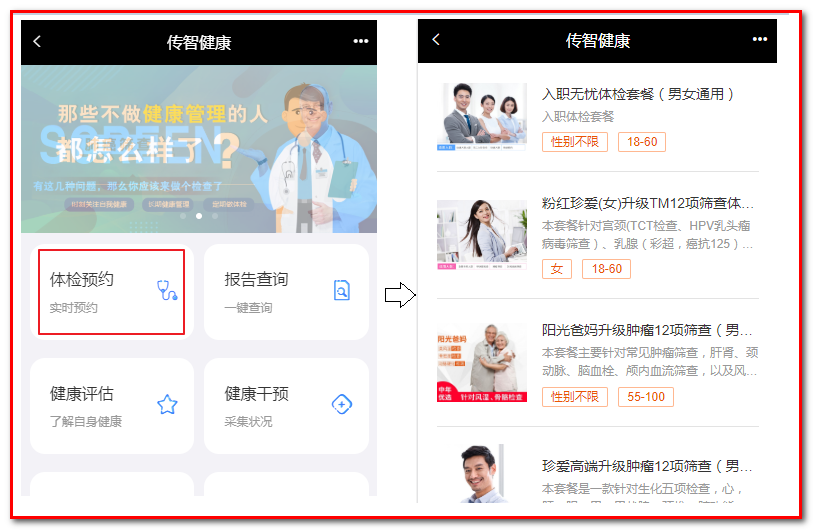 传智健康
那些不做健康管理的人
SCREEN
都怎么样了?
有这几种问题,那么你应该来做个检查了
时刻关注自我健康 长期健康管理 定期做体检
体检预约
实时预约
报告查询
一键查询
健康评估
了解自身健康
健康干预
采集状况
传智健康
入职无忧体检套餐(男女通用)
入职体检套餐
性别不限 18-60
粉红珍爱(女)升级TM12项筛查体...
本套餐针对宫颈(TCT检查、HPV乳头瘤
病毒筛查)、乳腺(彩超,癌抗125)...
女 18-60
阳光爸妈
阳光爸妈升级肿瘤12项筛查(男...
本套餐主要针对常见肿瘤筛查,肝肾、颈
动脉、脑血栓、颅内血流筛查,以及风...
性别不限 55-100
中年
优选 针对风湿、骨骼检查
珍爱高端升级肿瘤12项筛查(男...
本套餐是一款针对生化五项检查,心,